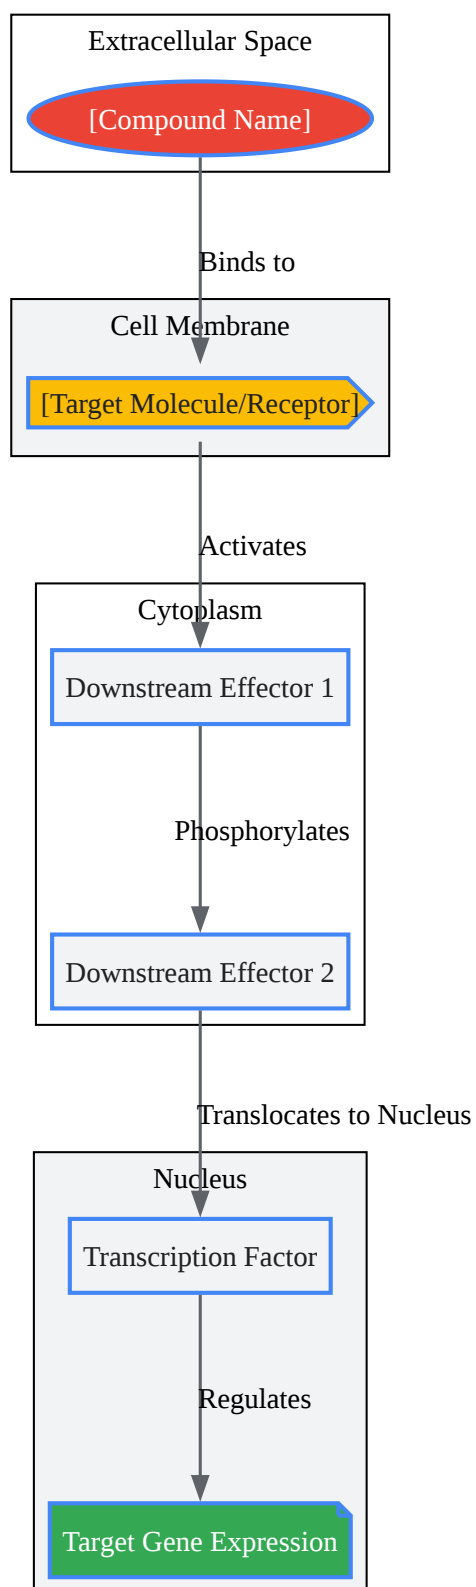 Extracellular Space
[Compound Name]
Binds to
Cell Membrane
[Target Molecule/Receptor]
Activates
Cytoplasm
Downstream Effector 1
Phosphorylates
Downstream Effector 2
Translocates to Nucleus
Nucleus
Transcription Factor
Regulates
Target Gene Expression